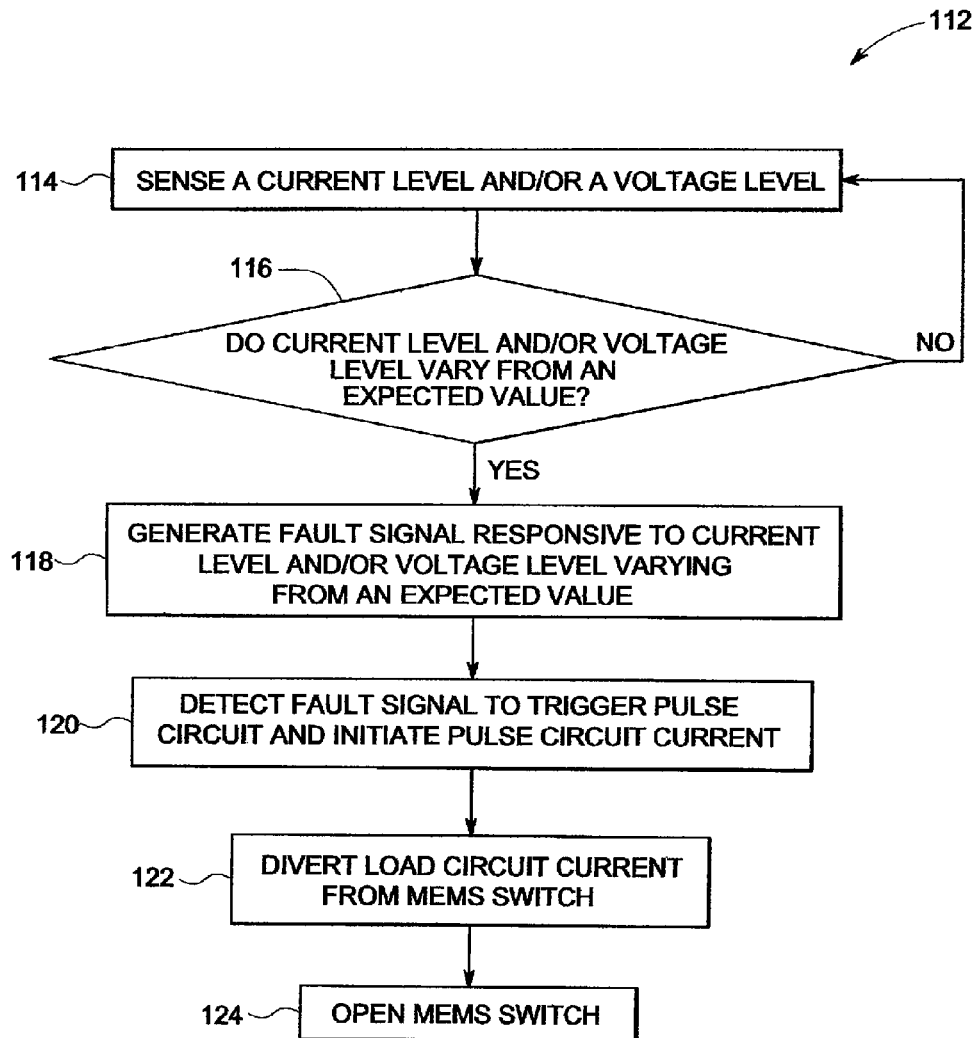 112
114
SENSE A CURRENT LEVEL AND/OR A VOLTAGE LEVEL
116
DO CURRENT LEVEL AND/OR VOLTAGE
LEVEL VARY FROM AN
EXPECTED VALUE?
NO
YES
118
GENERATE FAULT SIGNAL RESPONSIVE TO CURRENT
LEVEL AND/OR VOLTAGE LEVEL VARYING
FROM AN EXPECTED VALUE
120
DETECT FAULT SIGNAL TO TRIGGER PULSE
CIRCUIT AND INITIATE PULSE CIRCUIT CURRENT
122
DIVERT LOAD CIRCUIT CURRENT
FROM MEMS SWITCH
124
OPEN MEMS SWITCH